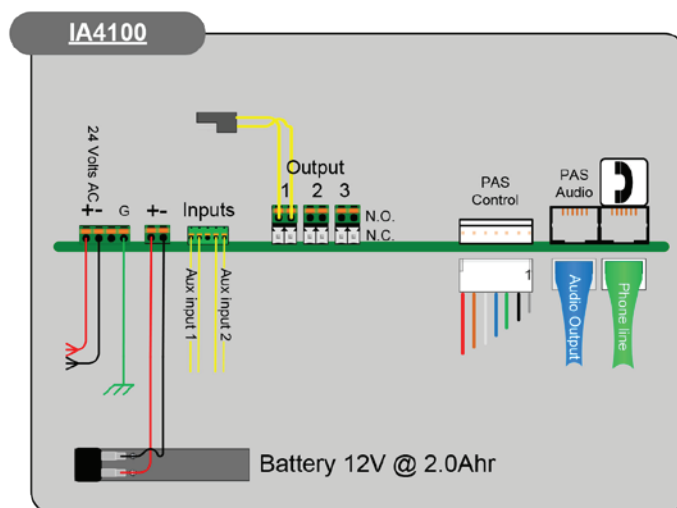 IA4100
24 Volts AC
+-
G
+-
Inputs
Output
1 2 3
N.O.
N.C.
PAS
Control
PAS
Audio
Aux input 1
Aux input 2
1
Audio Output
Phone line
Battery 12V @ 2.0Ahr